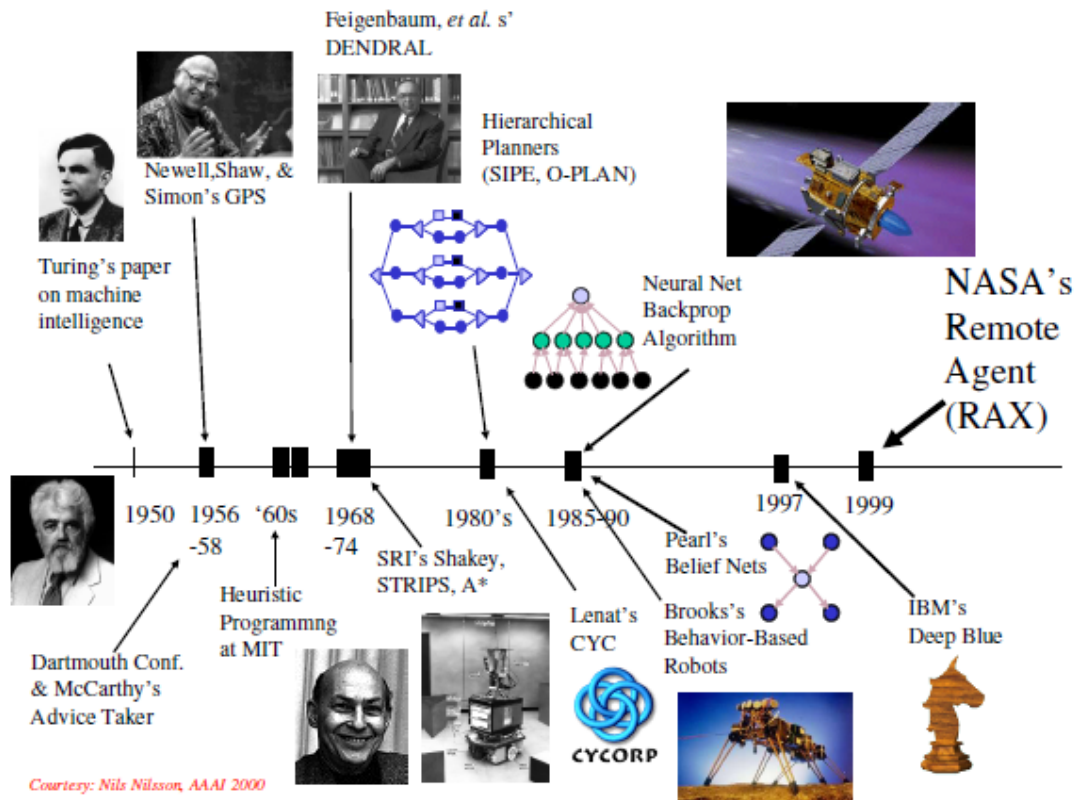 Feigenbaum, et al. s'
DENDRAL
Newell,Shaw, &
Simon's GPS
Hierarchical
Planners
(SIPE, O-PLAN)
Turing's paper
on machine
intelligence
Neural Net
Backprop
Algorithm
NASA's
Remote
Agent
(RAX)
1950
1956
-58
'60s
1968
-74
1980's
1985-90
1997
1999
Dartmouth Conf.
& McCarthy's
Advice Taker
Heuristic
Programmng
at MIT
SRI's Shakey,
STRIPS, A*
Lenat's
CYC
CYCORP
Pearl's
Belief Nets
Brooks's
Behavior-Based
Robots
IBM's
Deep Blue
Courtesy: Nils Nilsson, AAAI 2000